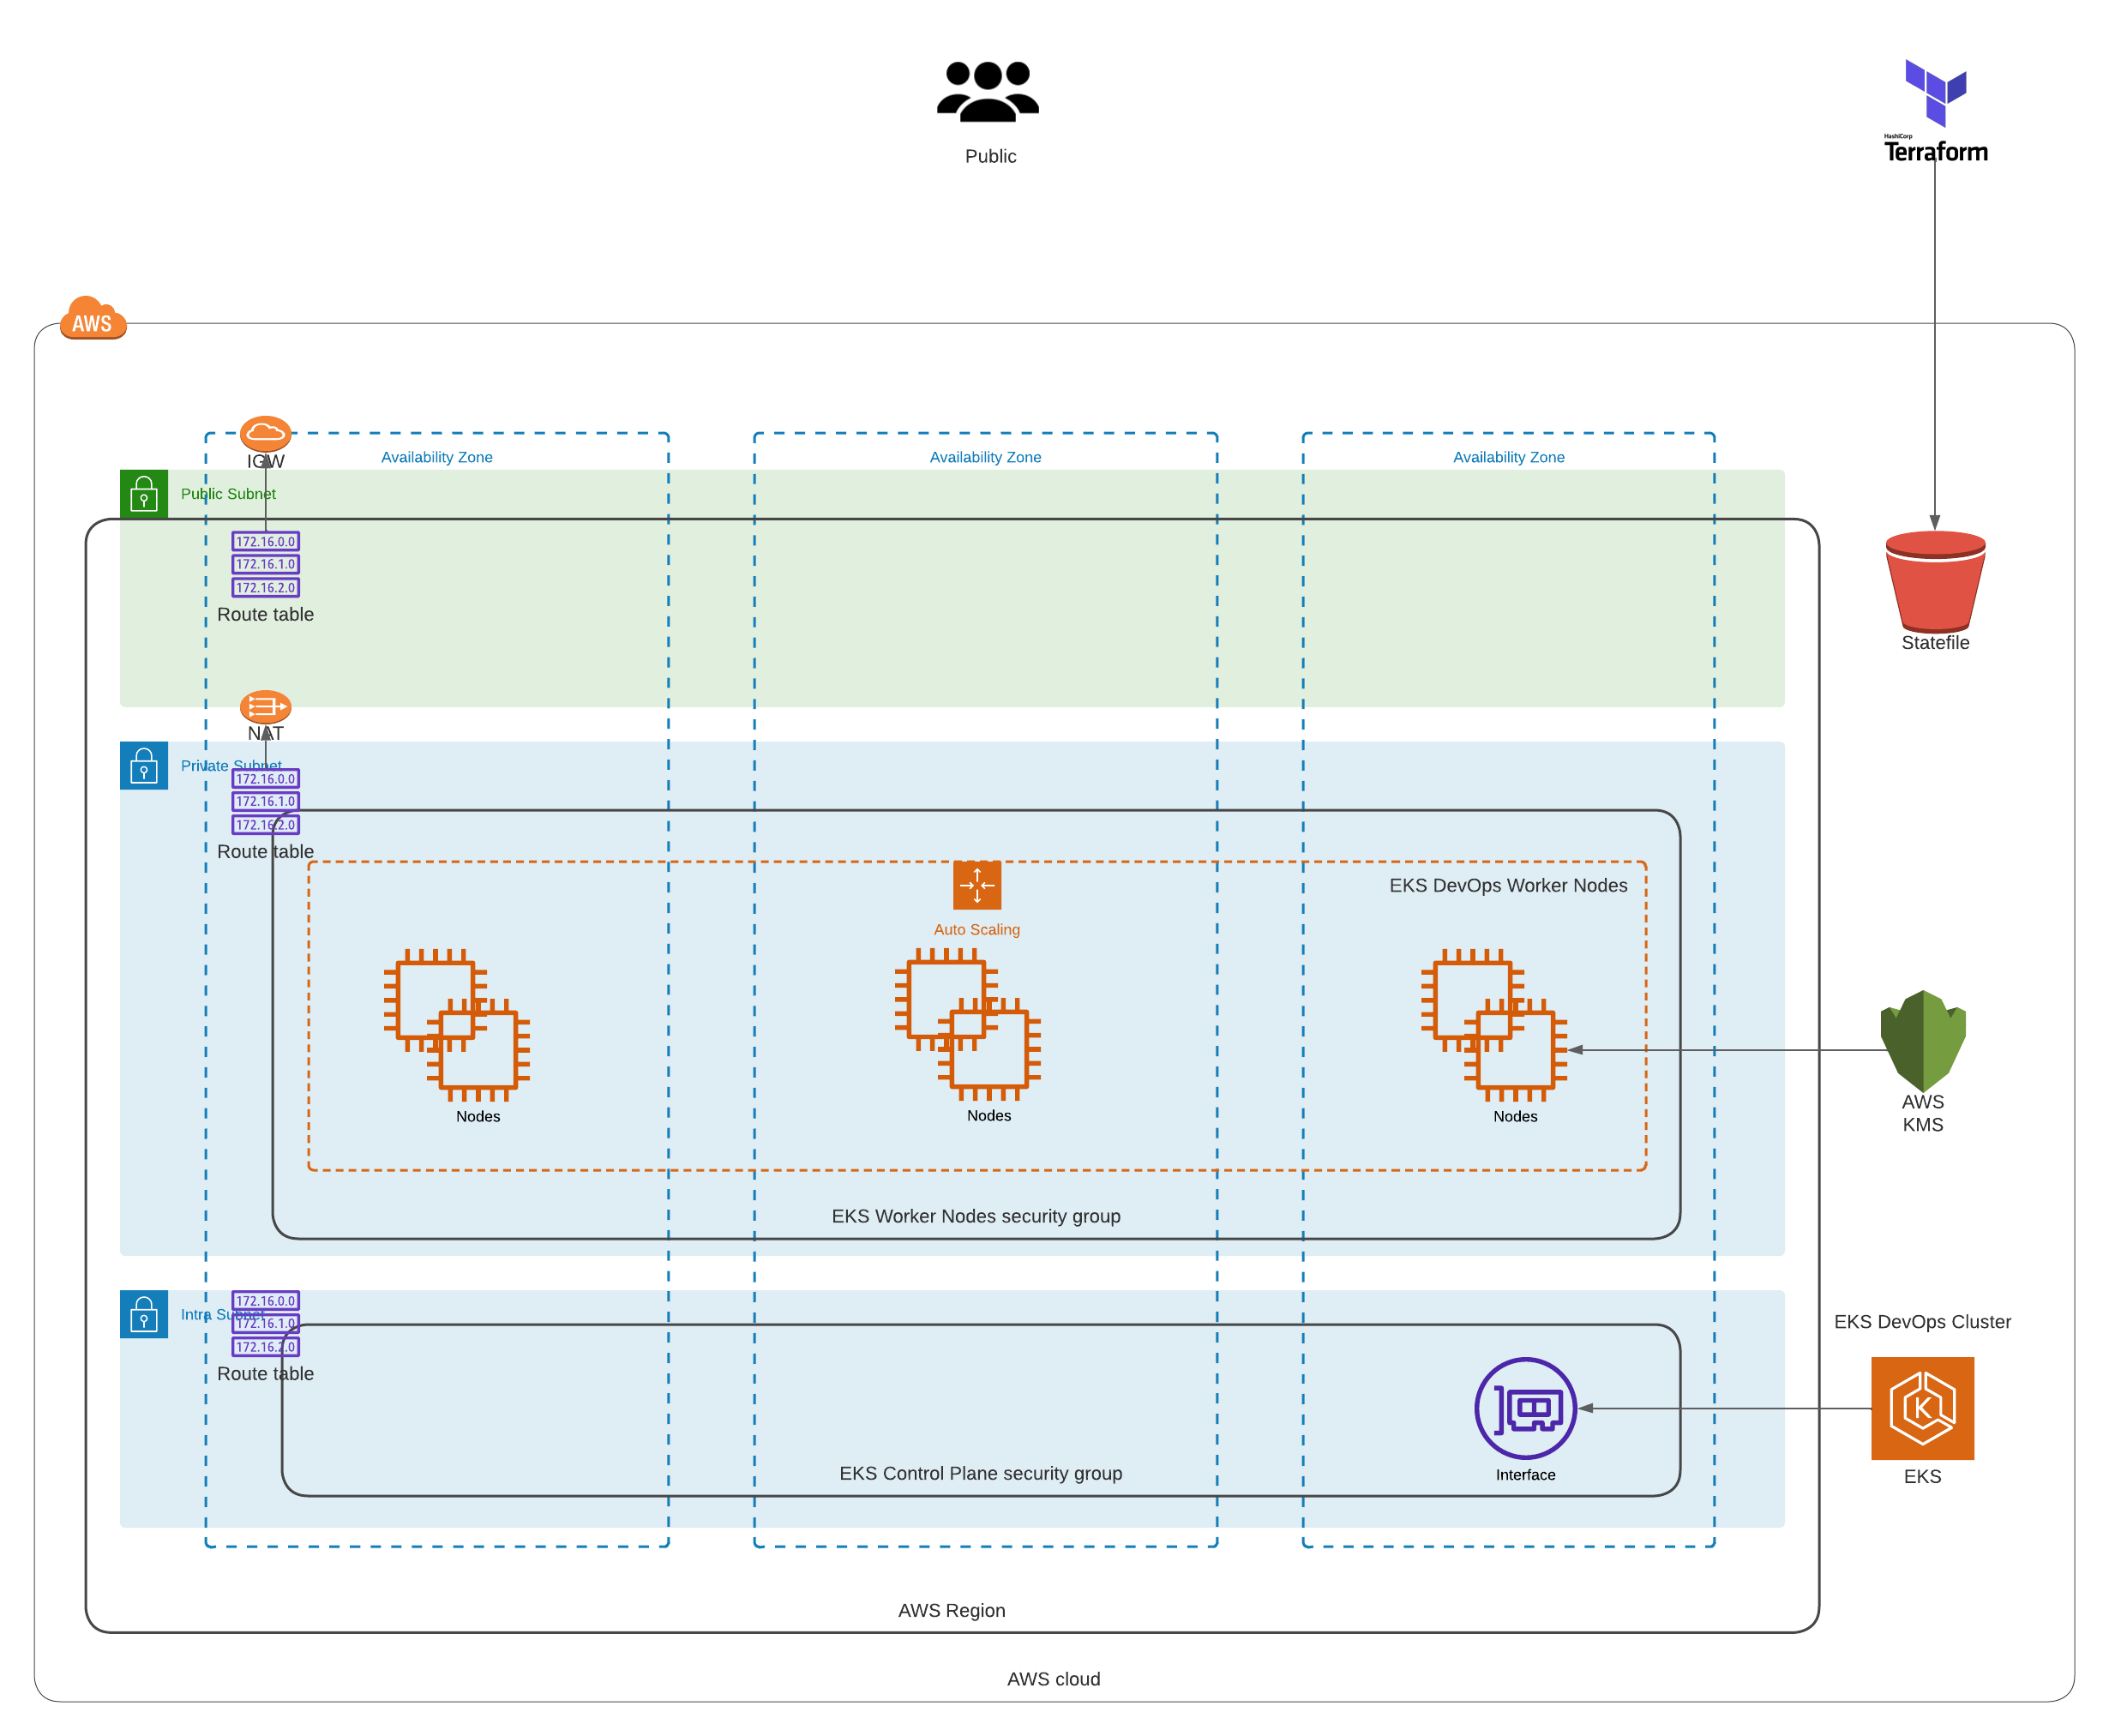 Public
HashiCorp
Terraform
AWS
IGW
Availability Zone
Availability Zone
Availability Zone
Public Subnet
172.16.0.0
172.16.1.0
172.16.2.0
Route table
Statefile
NAT
Private Subnet
172.16.0.0
172.16.1.0
172.16.2.0
Route table
EKS DevOps Worker Nodes
Auto Scaling
Nodes
Nodes
Nodes
AWS
KMS
EKS Worker Nodes security group
Intra Subnet
172.16.0.0
172.16.1.0
172.16.2.0
Route table
EKS DevOps Cluster
K
EKS Control Plane security group
Interface
EKS
AWS Region
AWS cloud